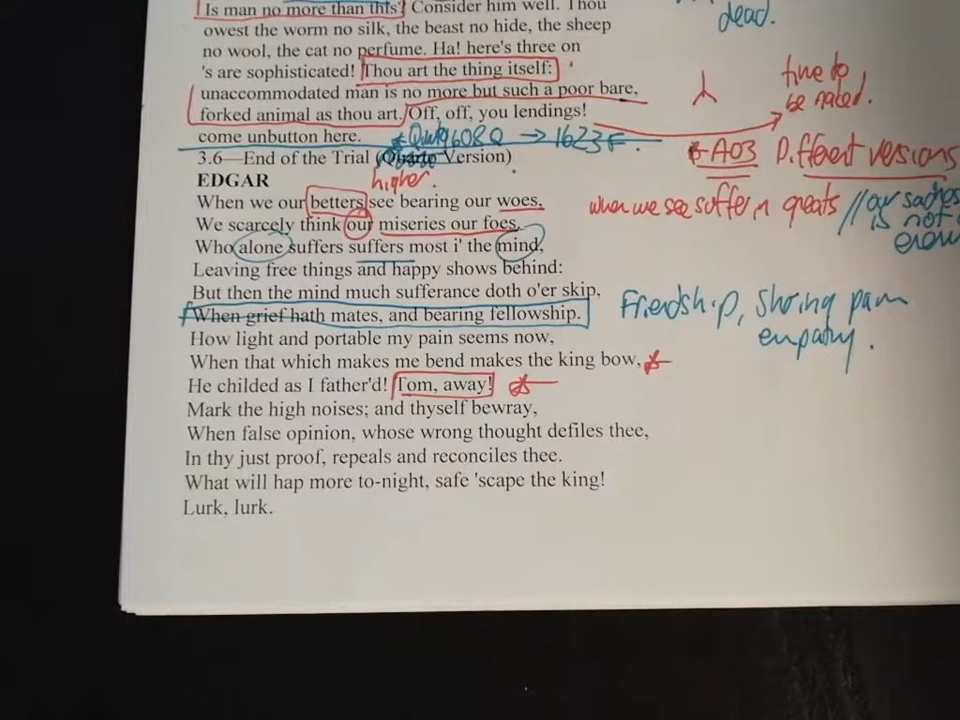 Is man no more than this? Consider him well. Thou
dead.
owest the worm no silk, the beast no hide, the sheep
no wool, the cat no perfume. Ha! here's three on
's are sophisticated! Thou art the thing itself:
unaccommodated man is no more but such a poor bare,
forked animal as thou art. Off, off, you lendings!
time to
be naked.
come unbutton here.
1608 Q → 1623 F.
AO3 Different versions
3.6—End of the Trial (Quarto Version)
higher.
EDGAR
When we our betters see bearing our woes,
when we see suffer in greats // our sadness
is not
We scarcely think our miseries our foes.
Who alone suffers suffers most i' the mind,
Leaving free things and happy shows behind:
But then the mind much sufferance doth o'er skip,
Friendship, sharing pain
empathy.
When grief hath mates, and bearing fellowship.
How light and portable my pain seems now,
When that which makes me bend makes the king bow,
He childed as I father'd! Tom, away!
Mark the high noises; and thyself bewray,
When false opinion, whose wrong thought defiles thee,
In thy just proof, repeals and reconciles thee.
What will hap more to-night, safe 'scape the king!
Lurk, lurk.